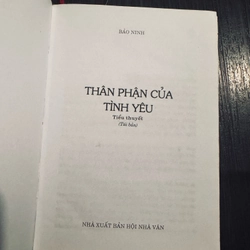 BẢO NINH
THÂN PHẬN CỦA
TÌNH YÊU
Tiểu thuyết
(Tái bản)
NHÀ XUẤT BẢN HỘI NHÀ VĂN